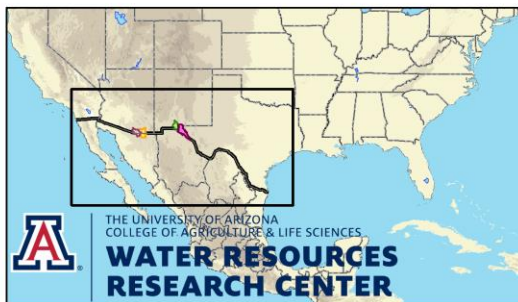 THE UNIVERSITY OF ARIZONA
COLLEGE OF AGRICULTURE & LIFE SCIENCES
WATER RESOURCES
RESEARCH CENTER
A